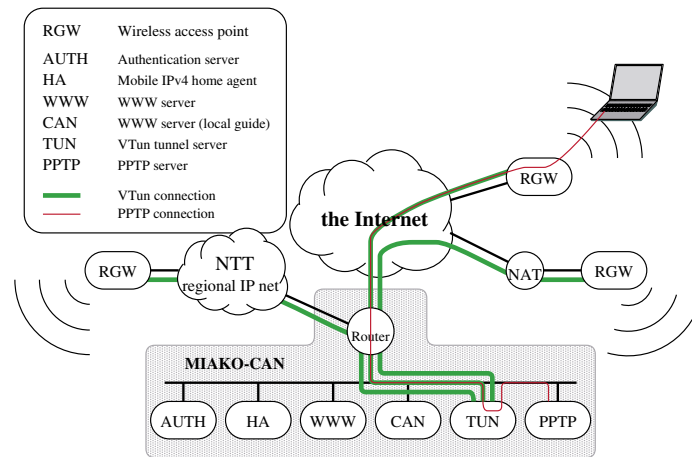 RGW Wireless access point
AUTH Authentication server
HA Mobile IPv4 home agent
WWW WWW server
CAN WWW server (local guide)
TUN VTun tunnel server
PPTP PPTP server
VTun connection
PPTP connection
RGW
the Internet
NTT
regional IP net
RGW
NAT
RGW
Router
MIAKO-CAN
AUTH
HA
WWW
CAN
TUN
PPTP